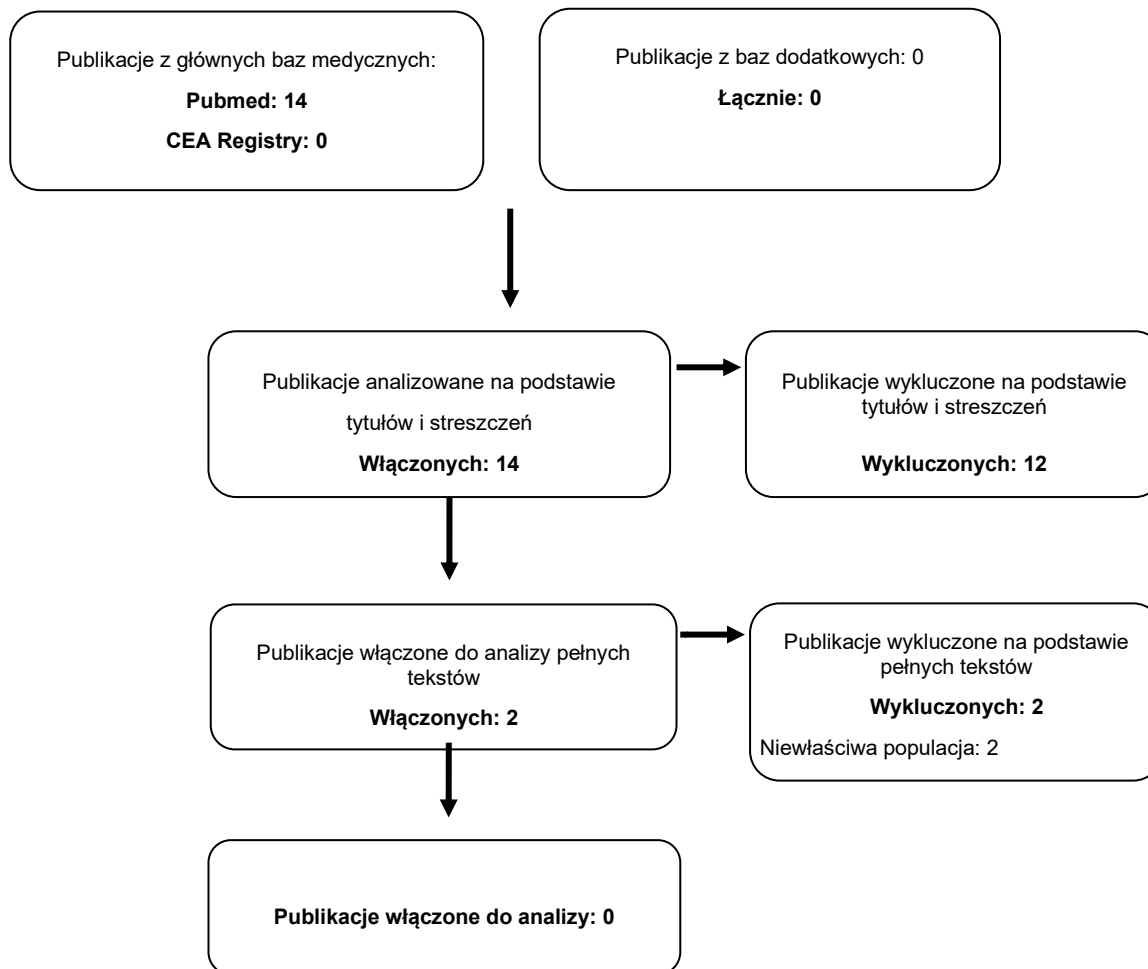 Publikacje z głównych baz medycznych:
Pubmed: 14
CEA Registry: 0
Publikacje z baz dodatkowych: 0
Łącznie: 0
Publikacje analizowane na podstawie
tytułów i streszczeń
Włączonych: 14
Publikacje wykluczone na podstawie
tytułów i streszczeń
Wykluczonych: 12
Publikacje włączone do analizy pełnych
tekstów
Włączonych: 2
Publikacje wykluczone na podstawie
pełnych tekstów
Wykluczonych: 2
Niewłaściwa populacja: 2
Publikacje włączone do analizy: 0